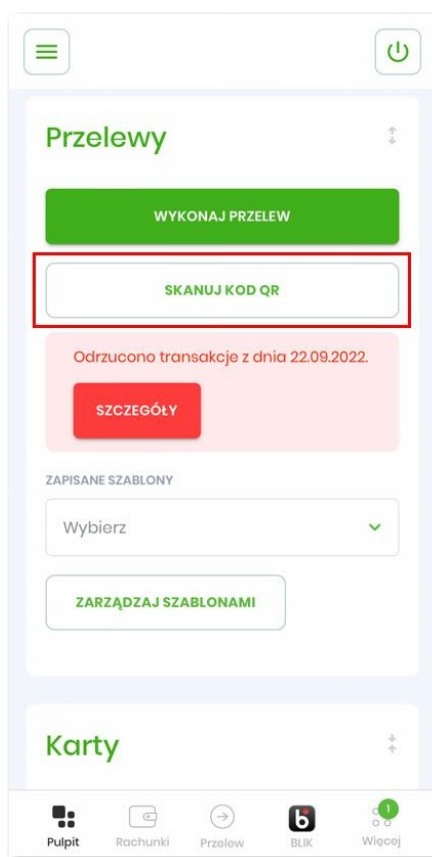 Przelewy
WYKONAJ PRZELEW
SKANUJ KOD QR
Odrzucono transakcje z dnia 22.09.2022.
SZCZEGÓŁY
ZAPISANE SZABLONY
Wybierz
ZARZĄDZAJ SZABLONAMI
Karty
1
Pulpit Rachunki Przelew BLIK Więcej